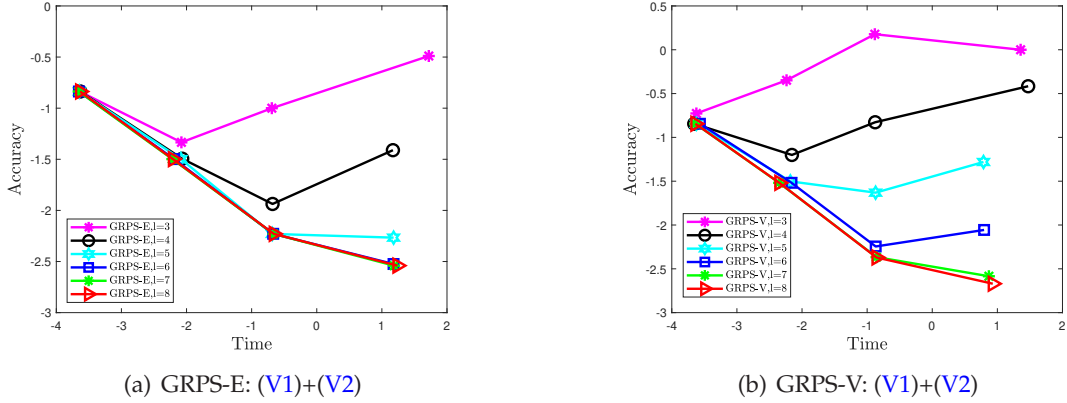 0
-0.5
-1
-1.5
-2
-2.5
-3
Accuracy
GRPS-E,l=3
GRPS-E,l=4
GRPS-E,l=5
GRPS-E,l=6
GRPS-E,l=7
GRPS-E,l=8
-4 -3 -2 -1 0 1 2
Time
(a) GRPS-E: (V1)+(V2)
0.5
0
-0.5
-1
-1.5
-2
-2.5
-3
Accuracy
GRPS-V,l=3
GRPS-V,l=4
GRPS-V,l=5
GRPS-V,l=6
GRPS-V,l=7
GRPS-V,l=8
-4 -3 -2 -1 0 1 2
Time
(b) GRPS-V: (V1)+(V2)